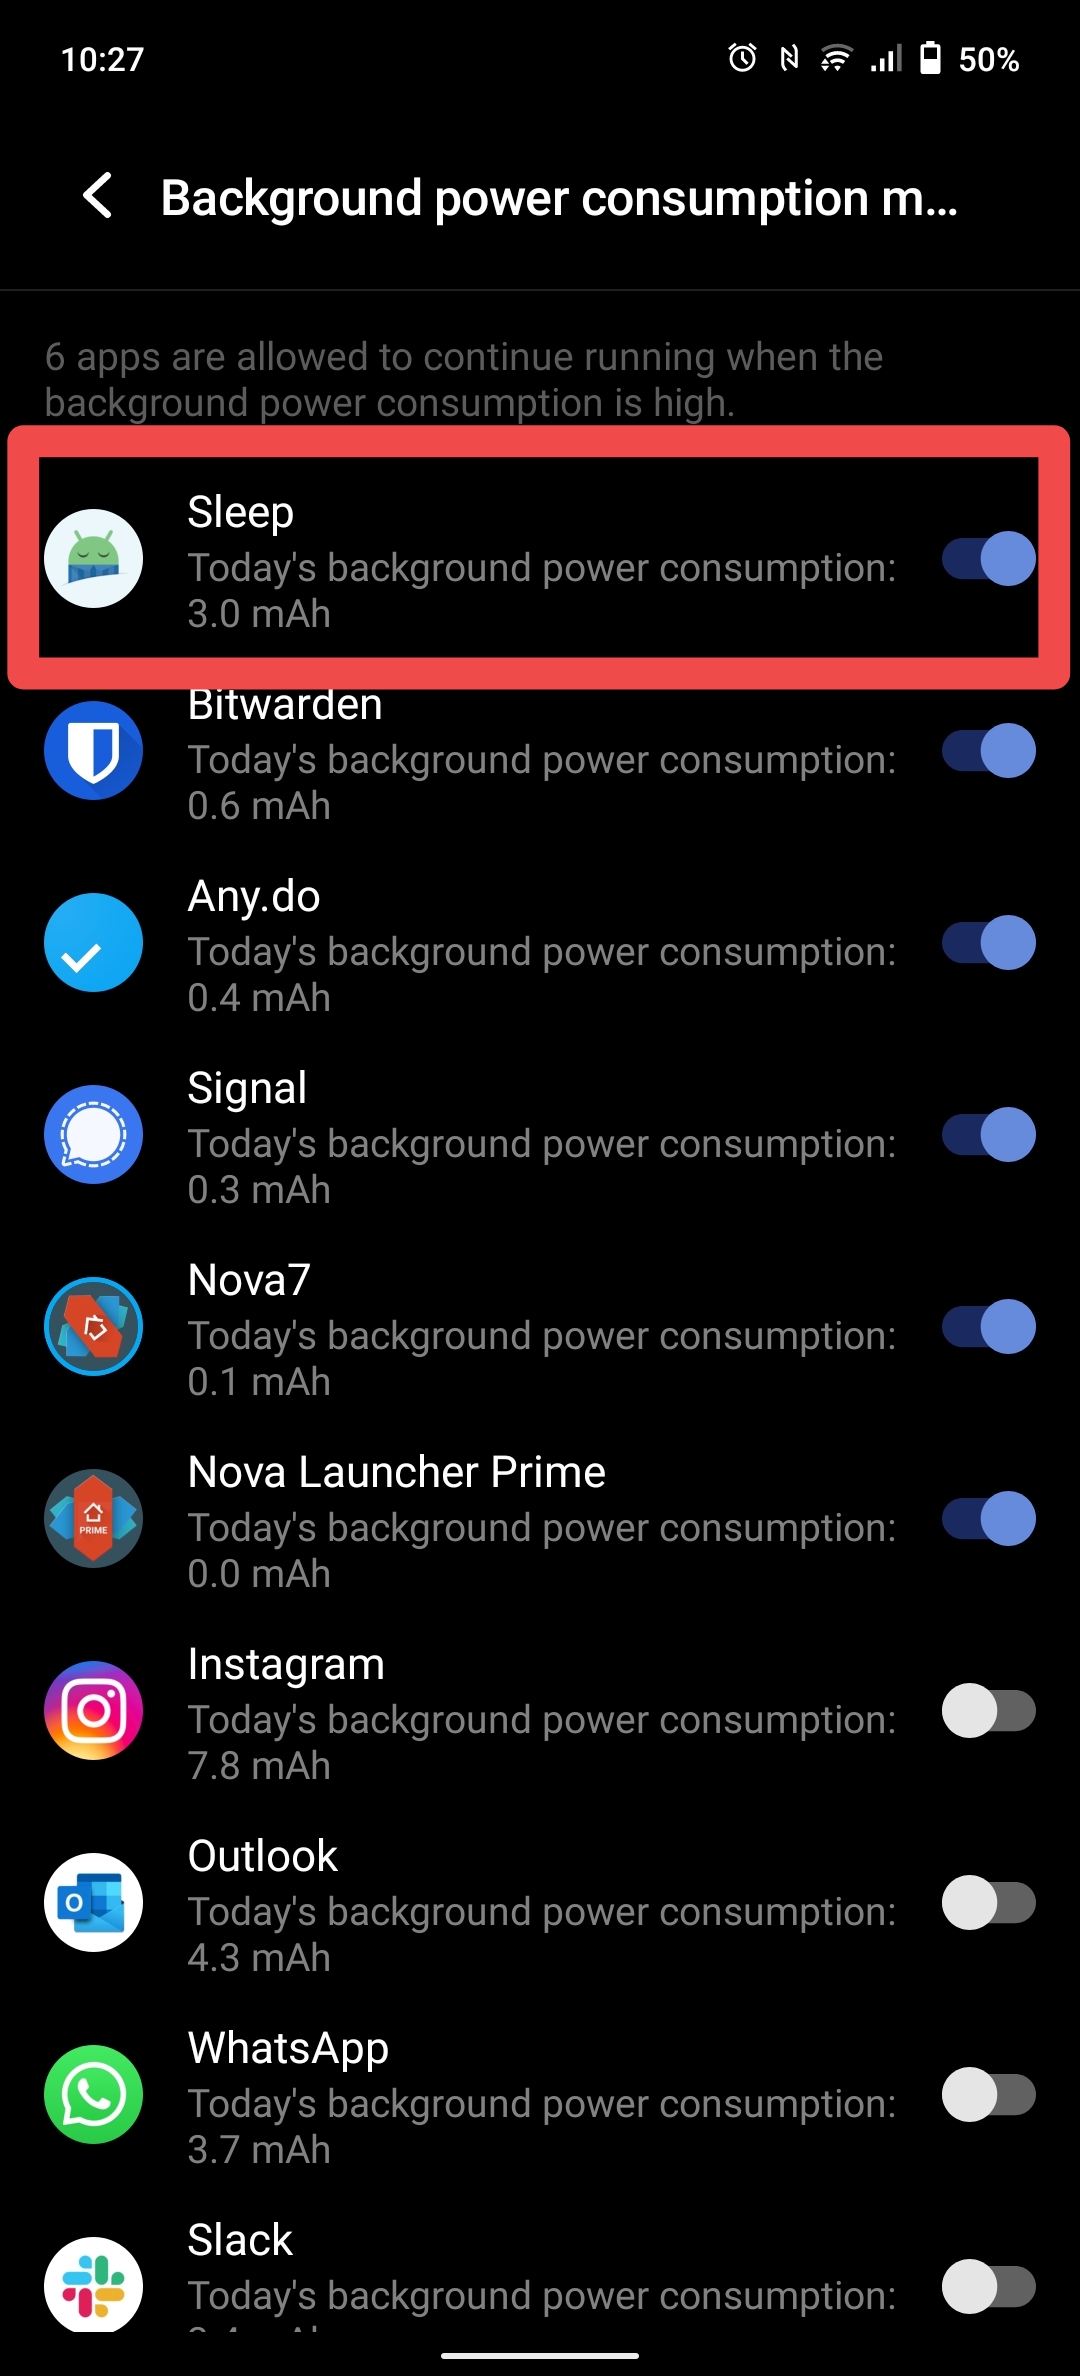 10:27
50%
Background power consumption m...
6 apps are allowed to continue running when the
background power consumption is high.
Sleep
Today's background power consumption:
3.0 mAh
Bitwarden
Today's background power consumption:
0.6 mAh
Any.do
Today's background power consumption:
0.4 mAh
Signal
Today's background power consumption:
0.3 mAh
Nova7
Today's background power consumption:
0.1 mAh
Nova Launcher Prime
PRIME
Today's background power consumption:
0.0 mAh
Instagram
Today's background power consumption:
7.8 mAh
Outlook
O
Today's background power consumption:
4.3 mAh
WhatsApp
Today's background power consumption:
3.7 mAh
Slack
Today's background power consumption: